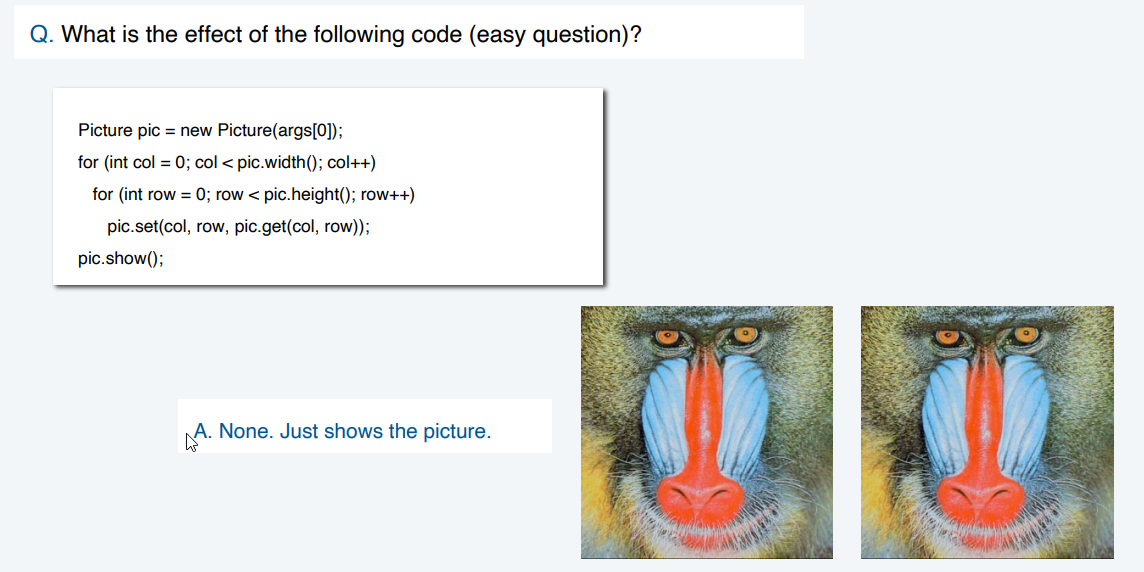 Q. What is the effect of the following code (easy question)?
Picture pic = new Picture(args[0]);
for (int col = 0; col < pic.width(); col++)
for (int row = 0; row < pic.height(); row++)
pic.set(col, row, pic.get(col, row));
pic.show();
A. None. Just shows the picture.